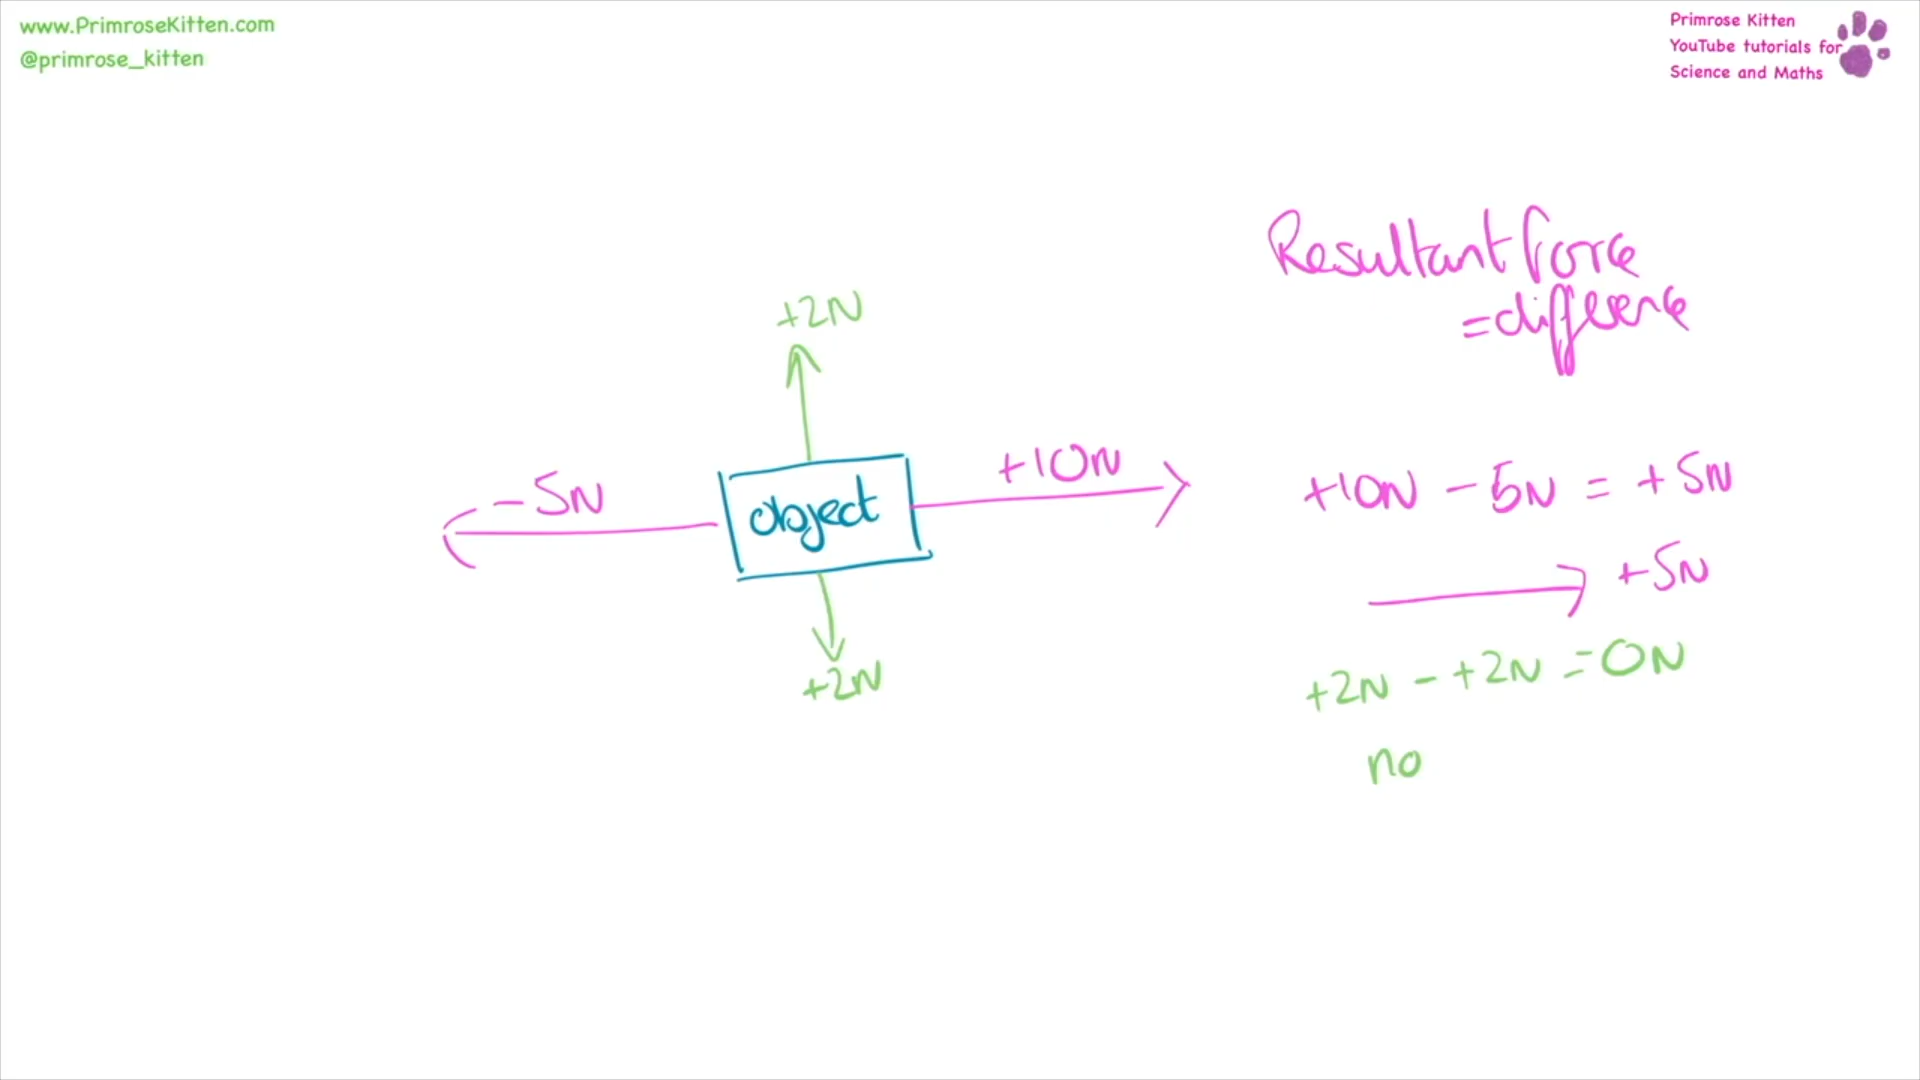 www.PrimroseKitten.com
@primrose_kitten
Primrose Kitten
YouTube tutorials for
Science and Maths
Resultant force
=difference
+2N
-5N
object
+10N
+2N
+10N - 5N = +5N
+5N
+2N - +2N = 0N
no